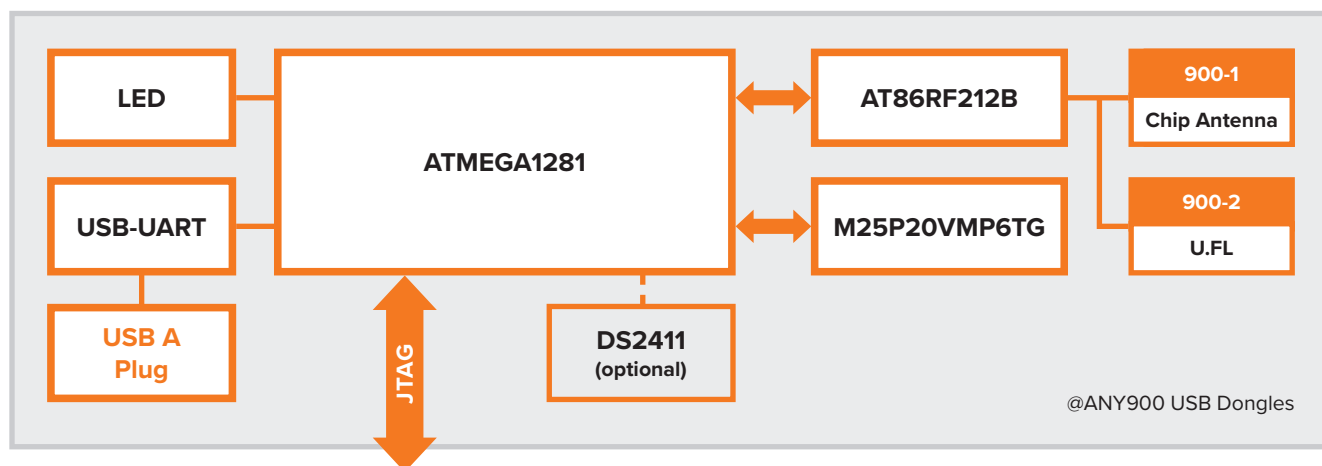 LED
ATMEGA1281
AT86RF212B
900-1
Chip Antenna
USB-UART
M25P20VMP6TG
900-2
U.FL
USB A
Plug
JTAG
DS2411
(optional)
@ANY900 USB Dongles